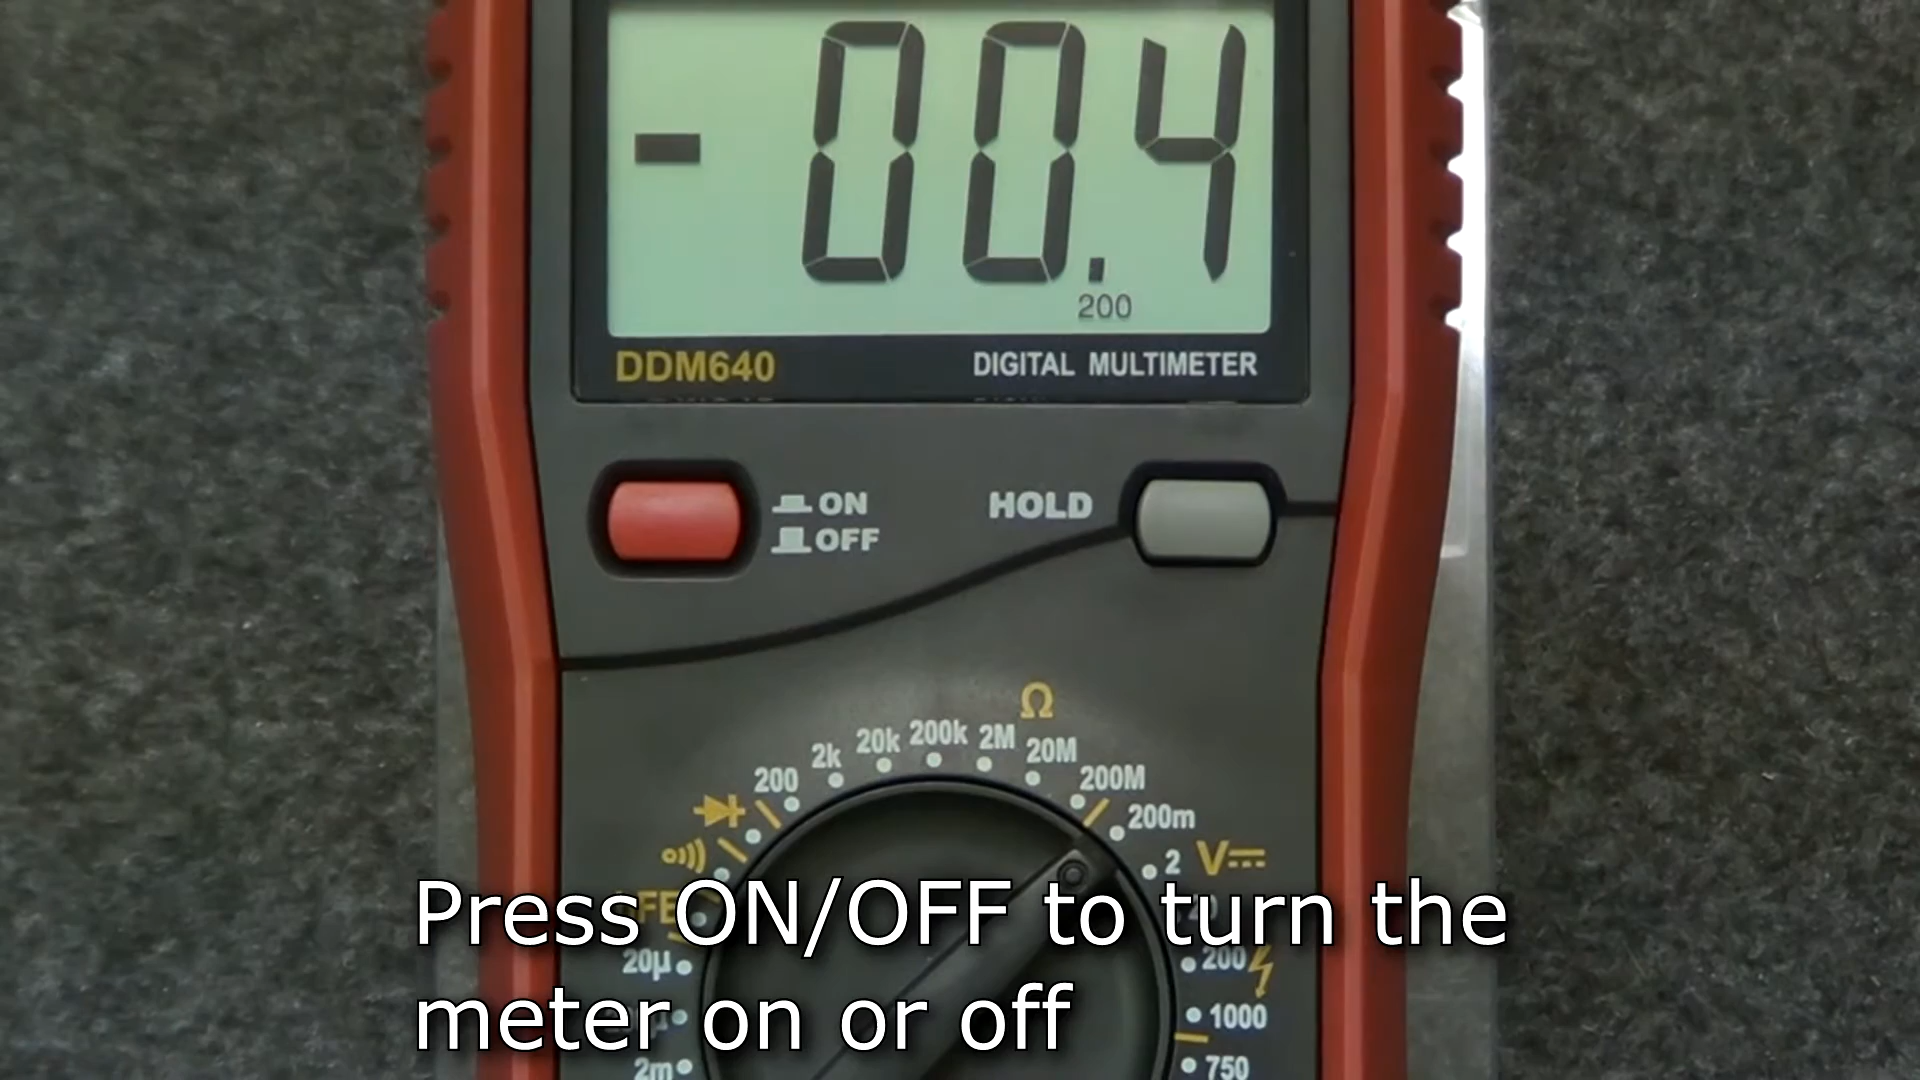 -00.4
200
DDM640 DIGITAL MULTIMETER
ON
OFF
HOLD
Ω
2k 20k 200k 2M 20M
200 200M
200m
2 V
Press ON/OFF to turn the
20µ 200
meter on or off
1000
2m 750